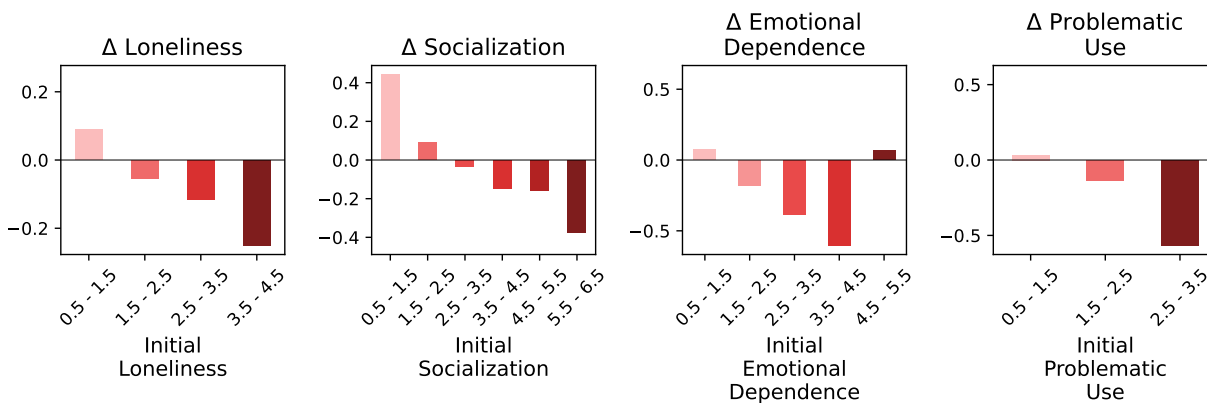 Δ Loneliness
0.2
0.0
−0.2
0.5 - 1.5
1.5 - 2.5
2.5 - 3.5
3.5 - 4.5
Initial
Loneliness
Δ Socialization
0.4
0.2
0.0
−0.2
−0.4
0.5 - 1.5
1.5 - 2.5
2.5 - 3.5
3.5 - 4.5
4.5 - 5.5
5.5 - 6.5
Initial
Socialization
Δ Emotional
Dependence
0.5
0.0
−0.5
0.5 - 1.5
1.5 - 2.5
2.5 - 3.5
3.5 - 4.5
4.5 - 5.5
Initial
Emotional
Dependence
Δ Problematic
Use
0.5
0.0
−0.5
0.5 - 1.5
1.5 - 2.5
2.5 - 3.5
Initial
Problematic
Use